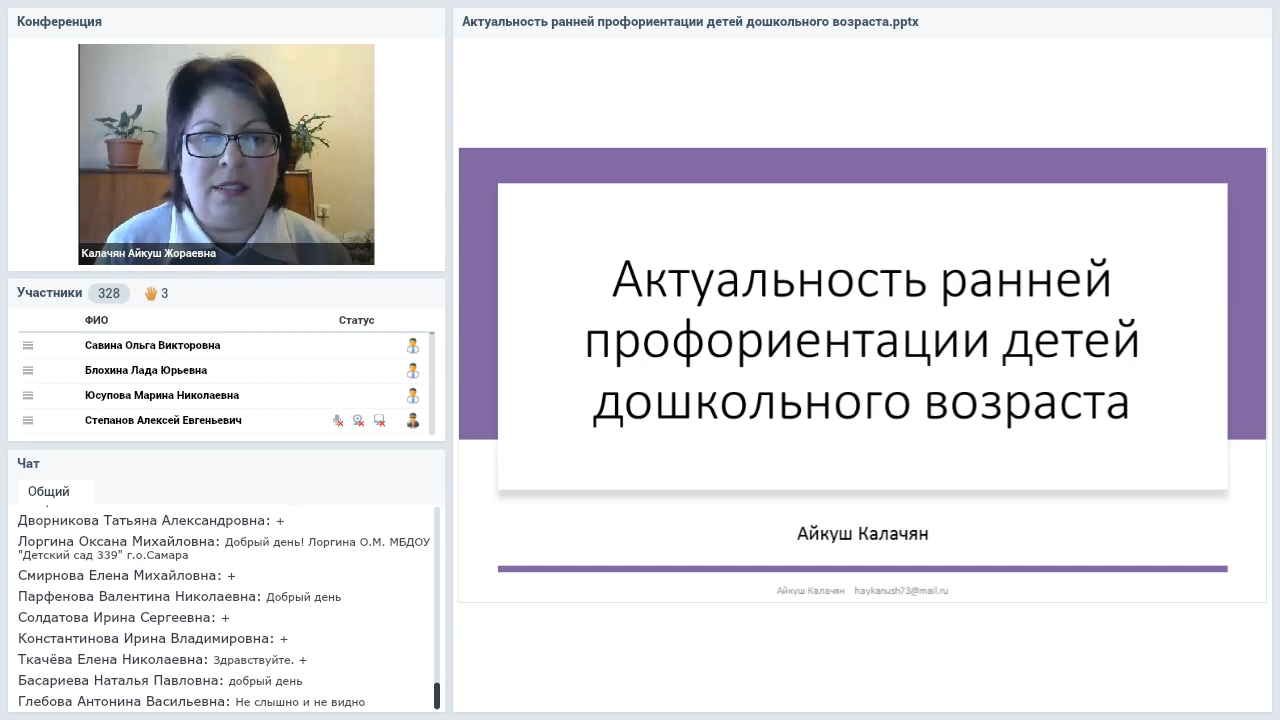 Конференция
Калачян Айкуш Жораевна
Участники 328 3
ФИО Статус
Савина Ольга Викторовна
Блохина Лада Юрьевна
Юсупова Марина Николаевна
Степанов Алексей Евгеньевич
Чат
Общий
Дворникова Татьяна Александровна: +
Лоргина Оксана Михайловна: Добрый день! Лоргина О.М. МБДОУ
"Детский сад 339" г.о.Самара
Смирнова Елена Михайловна: +
Парфенова Валентина Николаевна: Добрый день
Солдатова Ирина Сергеевна: +
Константинова Ирина Владимировна: +
Ткачёва Елена Николаевна: Здравствуйте. +
Басариева Наталья Павловна: добрый день
Глебова Антонина Васильевна: Не слышно и не видно
Актуальность ранней профориентации детей дошкольного возраста.pptx
Актуальность ранней
профориентации детей
дошкольного возраста
Айкуш Калачян
Айкуш Калачян haykanush73@mail.ru